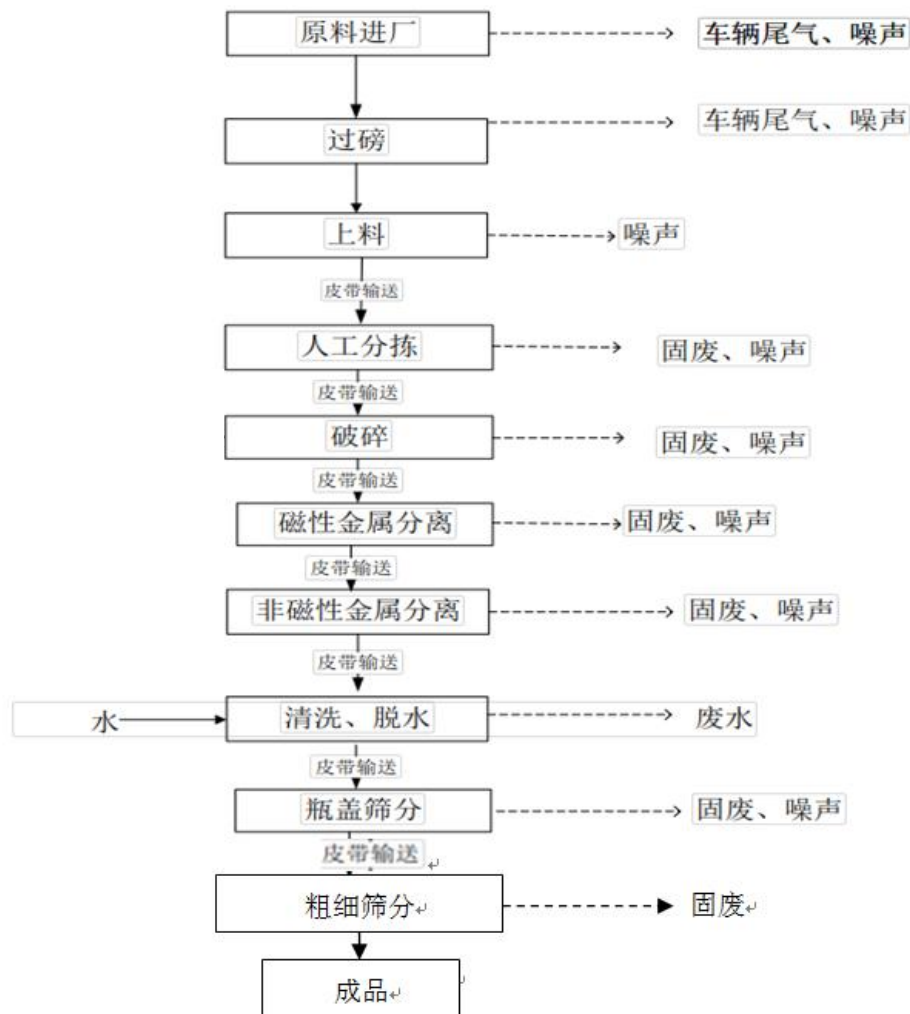 原料进厂
车辆尾气、噪声
过磅
车辆尾气、噪声
上料
噪声
皮带输送
人工分拣
固废、噪声
皮带输送
破碎
固废、噪声
皮带输送
磁性金属分离
固废、噪声
皮带输送
非磁性金属分离
固废、噪声
皮带输送
水
清洗、脱水
废水
皮带输送
瓶盖筛分
固废、噪声
皮带输送
粗细筛分
固废
成品